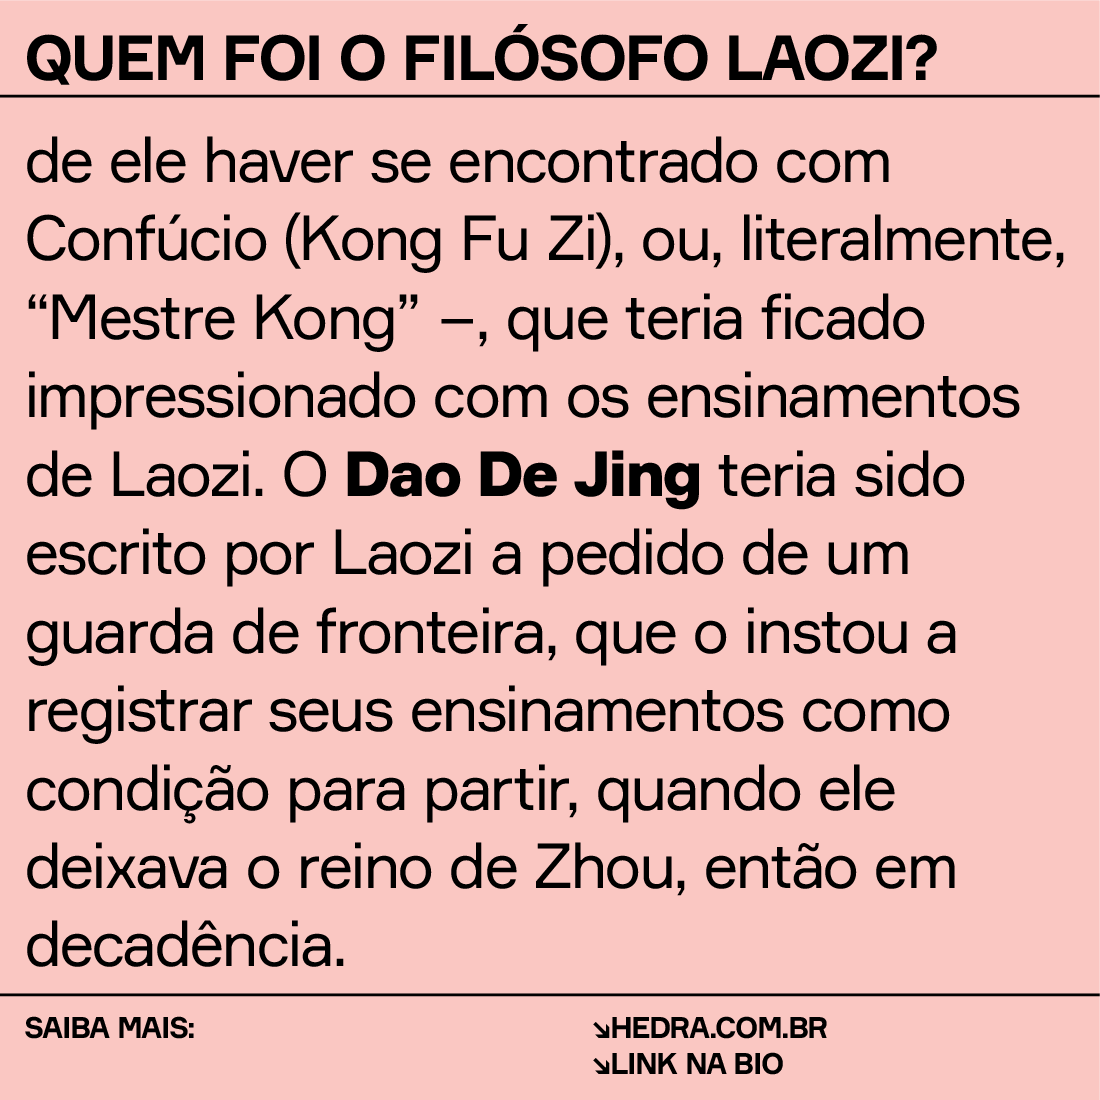 QUEM FOI O FILÓSOFO LAOZI?
de ele haver se encontrado com
Confúcio (Kong Fu Zi), ou, literalmente,
“Mestre Kong” –, que teria ficado
impressionado com os ensinamentos
de Laozi. O Dao De Jing teria sido
escrito por Laozi a pedido de um
guarda de fronteira, que o instou a
registrar seus ensinamentos como
condição para partir, quando ele
deixava o reino de Zhou, então em
decadência.
SAIBA MAIS:
↘HEDRA.COM.BR
↘LINK NA BIO